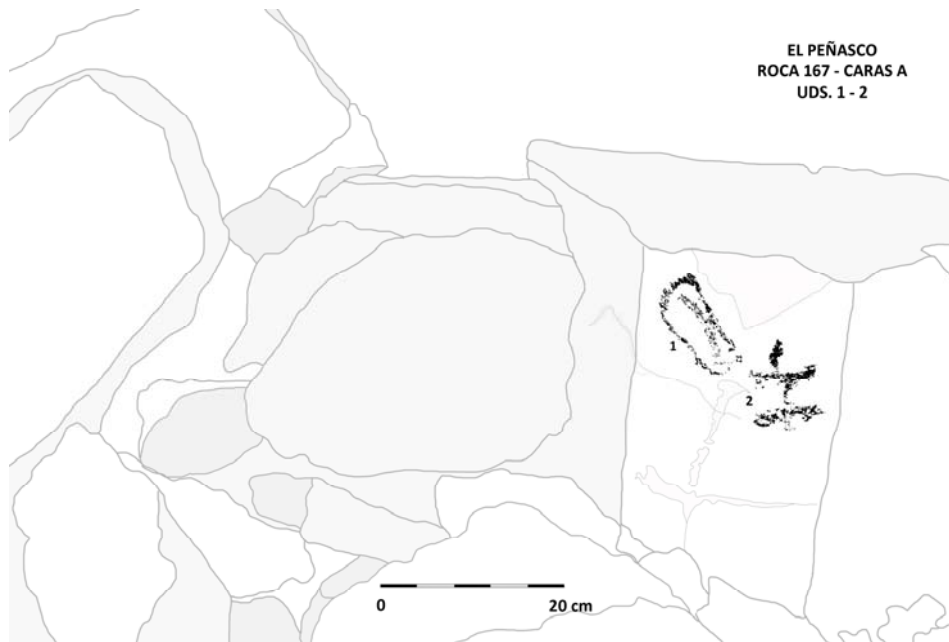 EL PEÑASCO
ROCA 167 - CARAS A
UDS. 1 - 2
1
2
0 20 cm